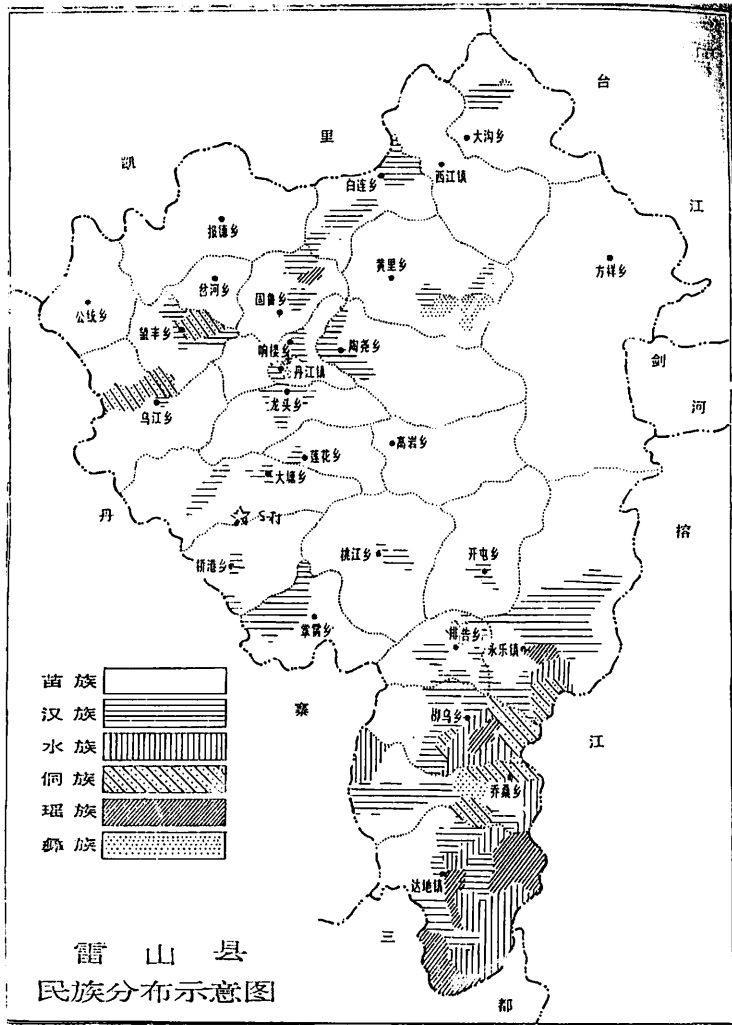 台
大沟乡
里
凯
西江镇
白连乡
江
报德乡
方祥乡
黄里乡
岔河乡
固鲁乡
公统乡
望丰乡
响楼乡
陶尧乡
剑
丹江镇
乌江乡
龙头乡
河
高岩乡
莲花乡
大塘乡
丹
S村
榕
桃江乡
开屯乡
桥港乡
掌雷乡
排告乡
永乐镇
苗族
汉族
寨
水族
江
侗族
乔桑乡
瑶族
彝族
达地镇
三
雷山县
民族分布示意图
都